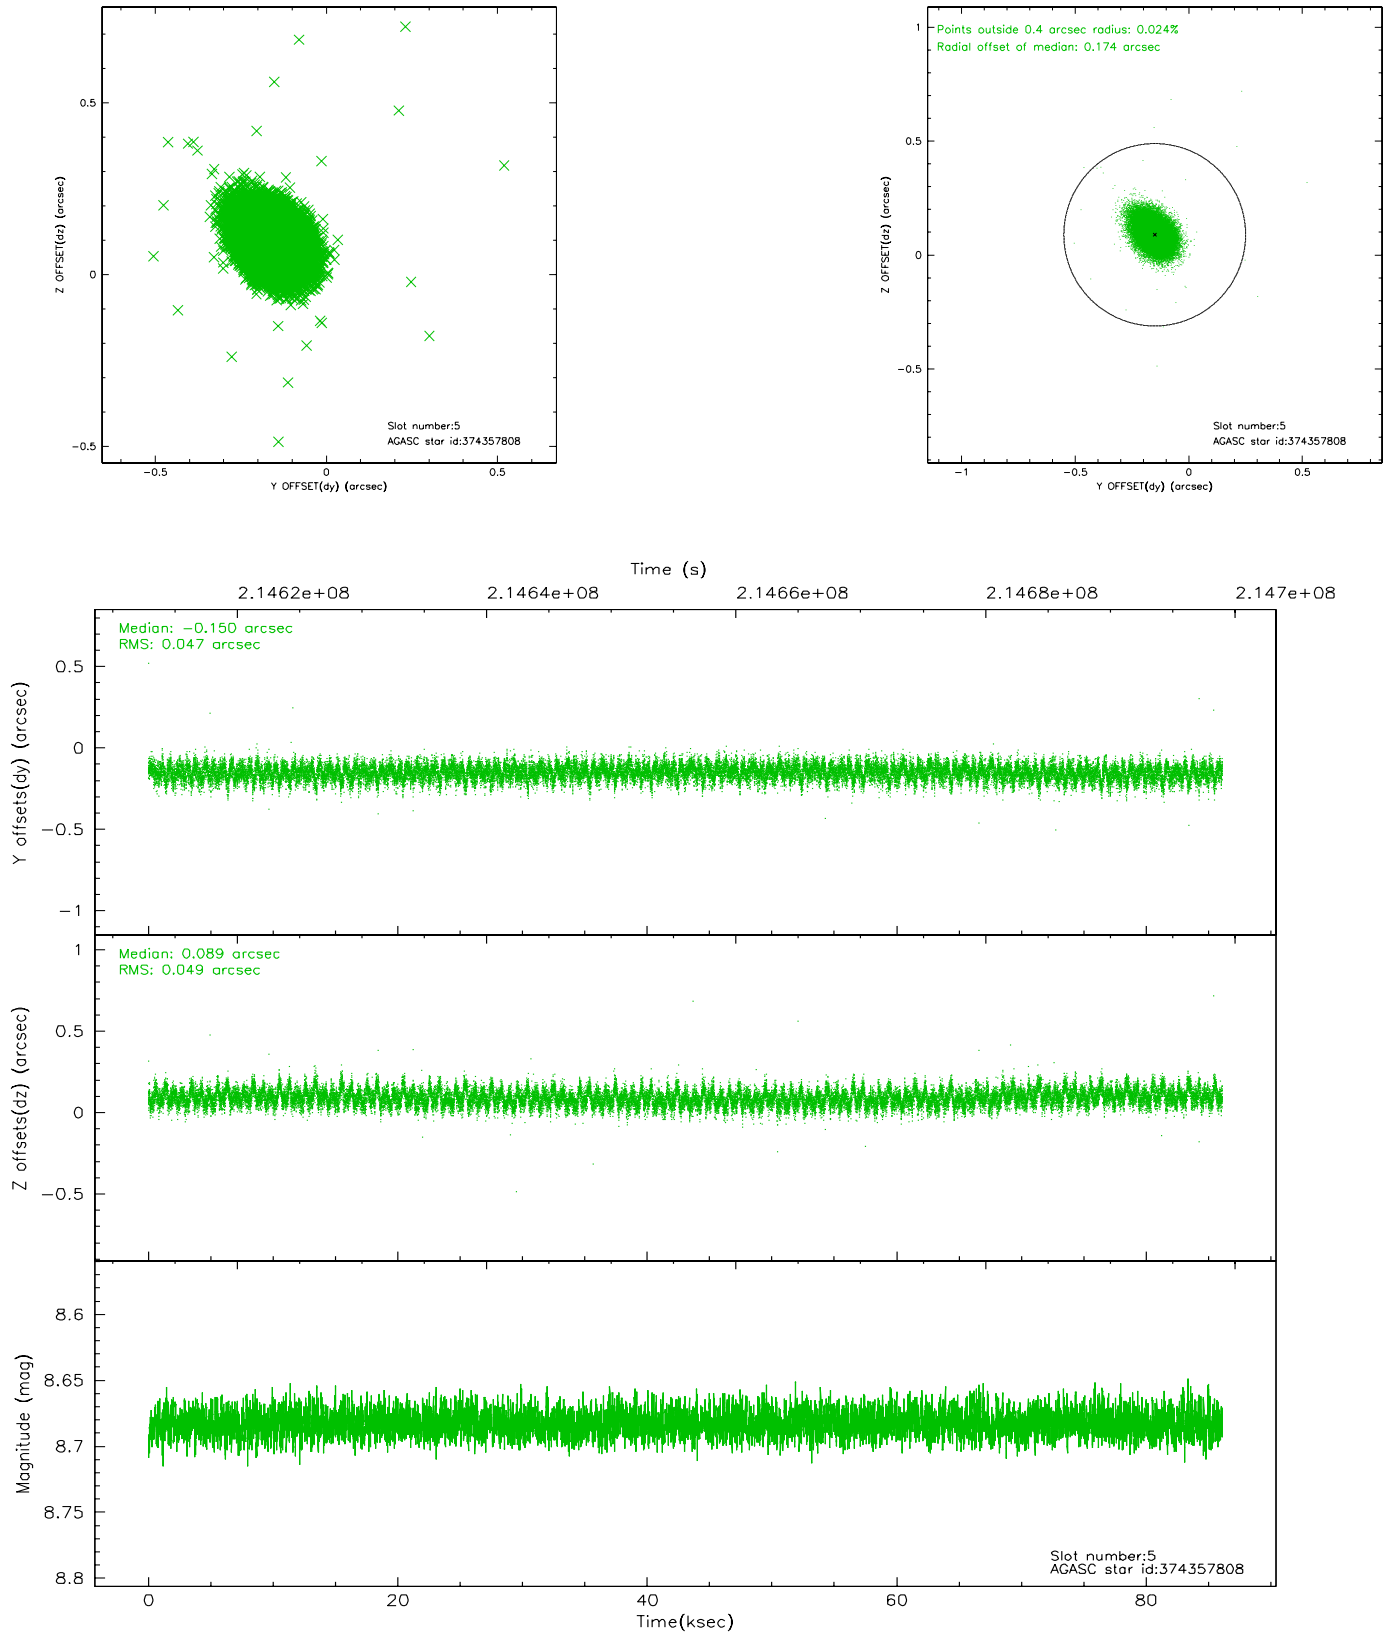 0.5
0
−0.5
Z OFFSET(dz) (arcsec)
Slot number:5
AGASC star id:374357808
−0.5
0
0.5
Y OFFSET(dy) (arcsec)
Points outside 0.4 arcsec radius: 0.024%
Radial offset of median: 0.174 arcsec
1
0.5
0
−0.5
Z OFFSET(dz) (arcsec)
Slot number:5
AGASC star id:374357808
−1
−0.5
0
0.5
Y OFFSET(dy) (arcsec)
Time (s)
2.1462e+08
2.1464e+08
2.1466e+08
2.1468e+08
2.147e+08
Median: −0.150 arcsec
RMS: 0.047 arcsec
0.5
0
−0.5
−1
Y offsets(dy) (arcsec)
Median: 0.089 arcsec
RMS: 0.049 arcsec
1
0.5
0
−0.5
Z offsets(dz) (arcsec)
8.6
8.65
8.7
8.75
8.8
Magnitude (mag)
Slot number:5
AGASC star id:374357808
0
20
40
60
80
Time(ksec)